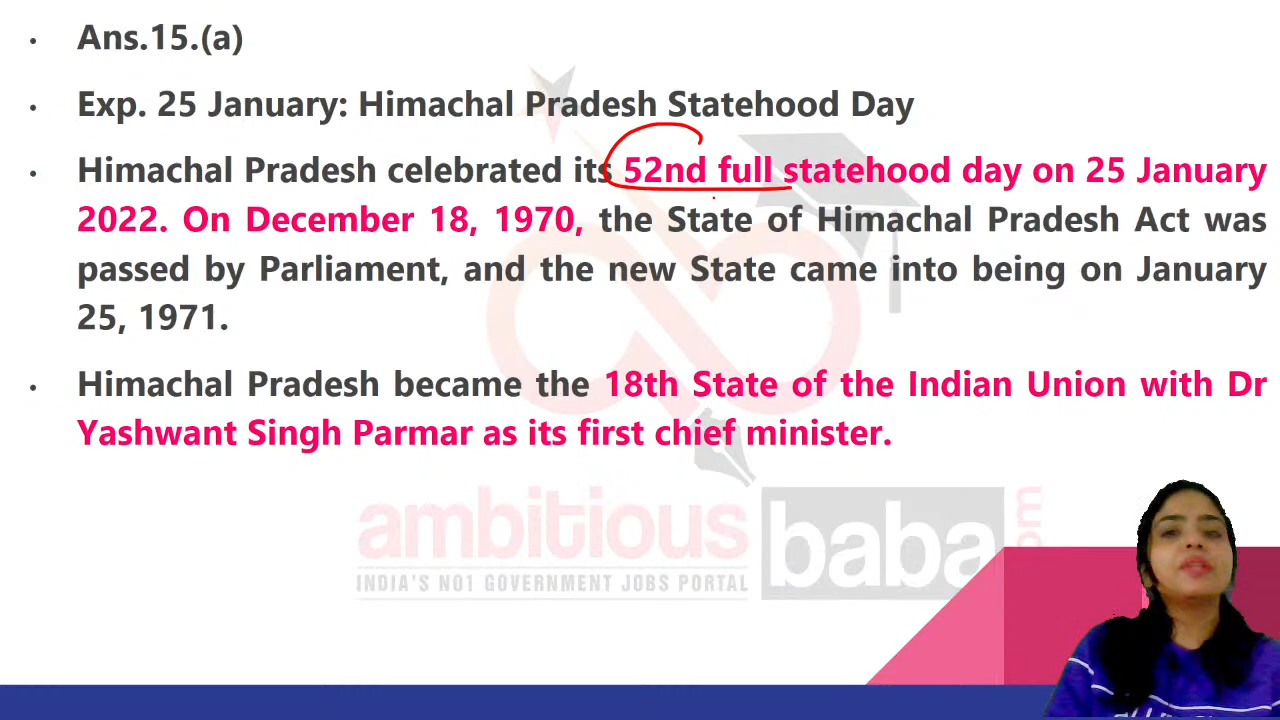 Ans.15.(a)
Exp. 25 January: Himachal Pradesh Statehood Day
Himachal Pradesh celebrated its 52nd full statehood day on 25 January
2022. On December 18, 1970, the State of Himachal Pradesh Act was
passed by Parliament, and the new State came into being on January
25, 1971.
Himachal Pradesh became the 18th State of the Indian Union with Dr
Yashwant Singh Parmar as its first chief minister.
ambitious baba
INDIA'S NO1 GOVERNMENT JOBS PORTAL